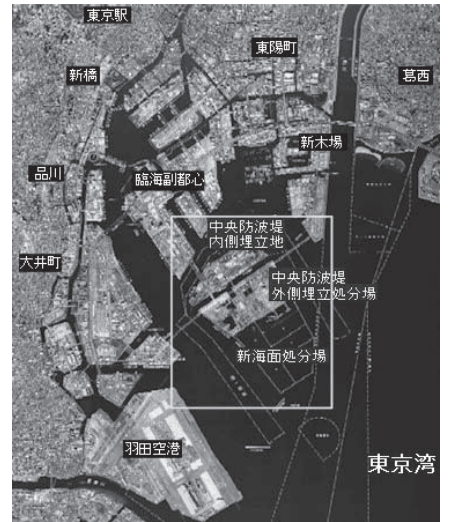 東京駅
東陽町
新橋
葛西
新木場
品川
臨海副都心
中央防波堤
内側埋立地
大井町
中央防波堤
外側埋立処分場
新海面処分場
羽田空港
東京湾